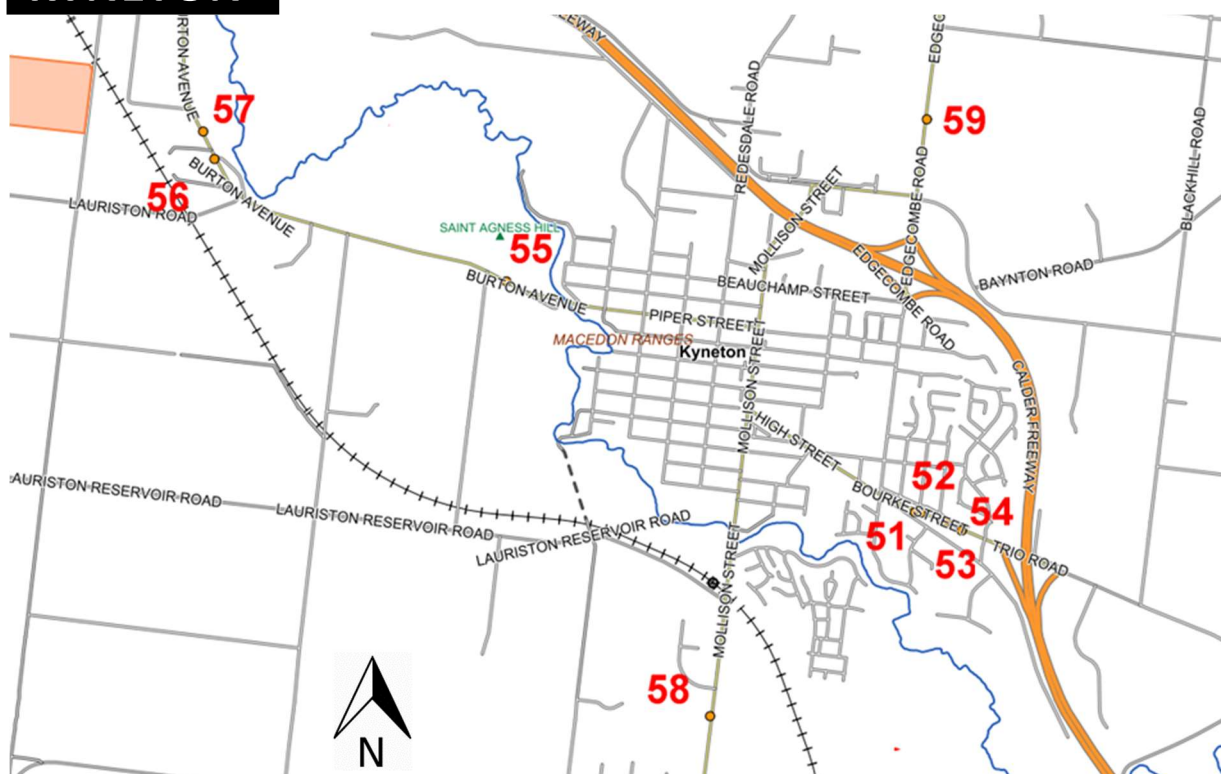 BURTON AVENUE
57
56
BURTON AVENUE
LAURISTON ROAD
SAINT AGNESS HILL
55
BURTON AVENUE
REDESDALE ROAD
59
EDGECOMBE ROAD
BLACKHILL ROAD
MOLLISON STREET
BAYNTON ROAD
EDGECOMBE ROAD
BEAUCHAMP STREET
PIPER STREET
MACEDON RANGES
Kyneton
MOLLISON STREET
CALDER FREEWAY
HIGH STREET
52
BOURKE STREET
54
51
53
TRIO ROAD
AURISTON RESERVOIR ROAD
LAURISTON RESERVOIR ROAD
LAURISTON RESERVOIR ROAD
MOLLISON STREET
58
N